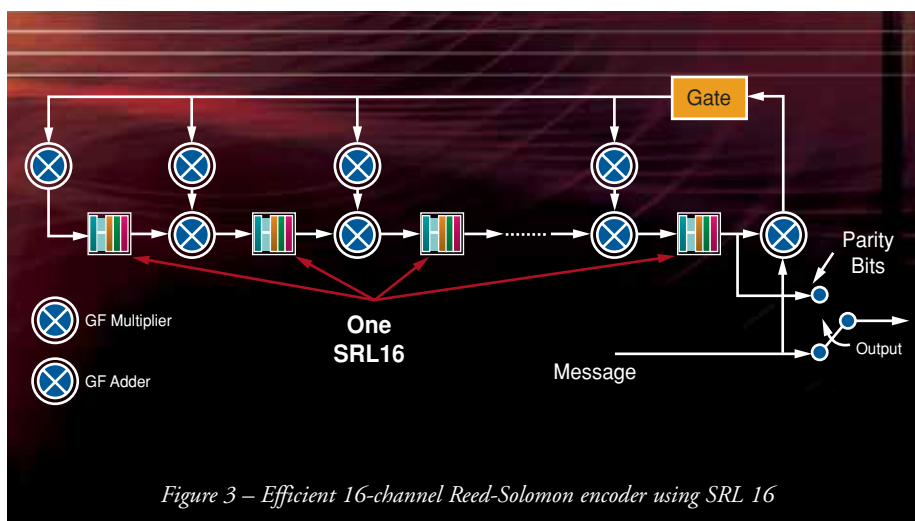 Gate
Parity
Bits
GF Multiplier
One
SRL16
Output
Message
GF Adder
Figure 3 – Efficient 16-channel Reed-Solomon encoder using SRL 16